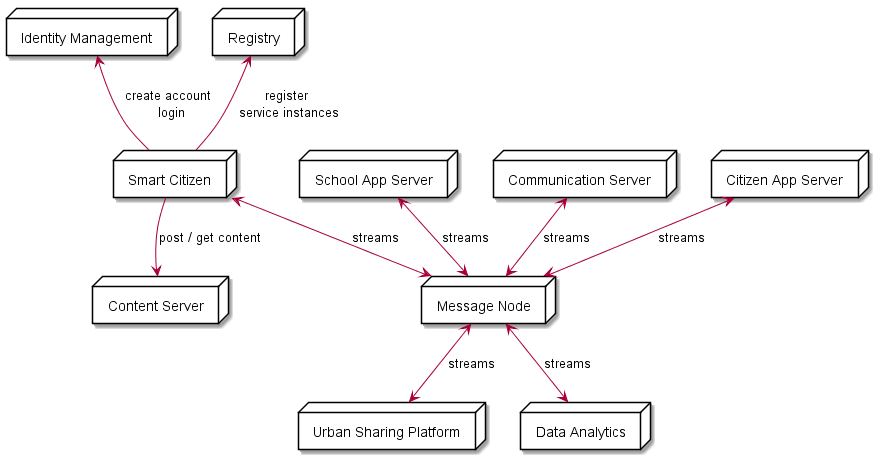 Identity Management
Registry
create account
login
register
service instances
Smart Citizen
School App Server
Communication Server
Citizen App Server
post / get content
streams
streams
streams
streams
Content Server
Message Node
streams
streams
Urban Sharing Platform
Data Analytics